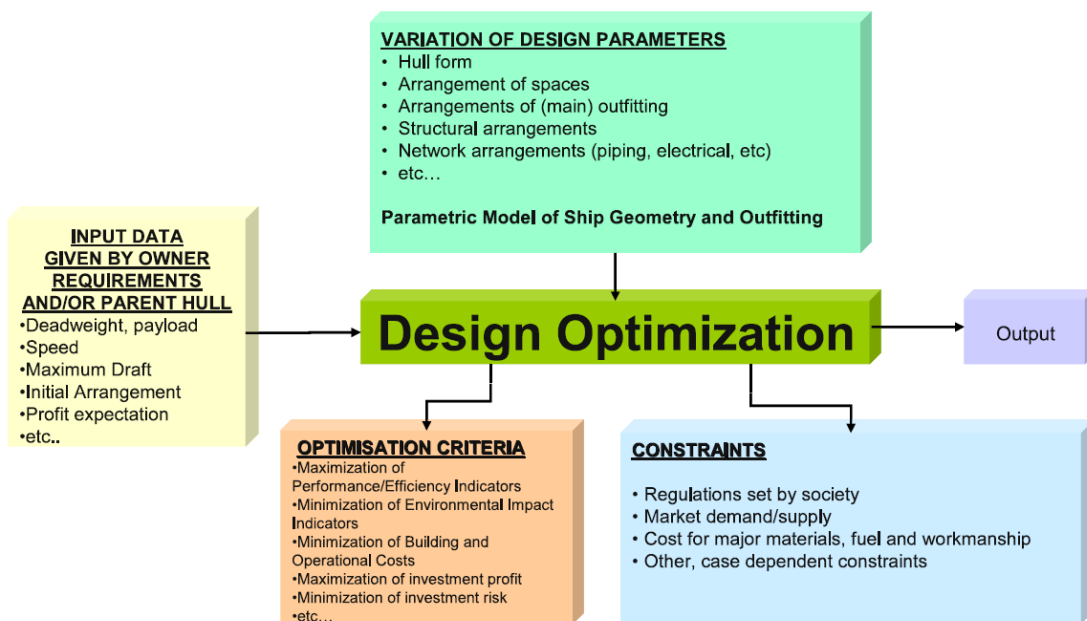 VARIATION OF DESIGN PARAMETERS
• Hull form
• Arrangement of spaces
• Arrangements of (main) outfitting
• Structural arrangements
• Network arrangements (piping, electrical, etc)
• etc…
Parametric Model of Ship Geometry and Outfitting
INPUT DATA
GIVEN BY OWNER
REQUIREMENTS
AND/OR PARENT HULL
•Deadweight, payload
•Speed
•Maximum Draft
•Initial Arrangement
•Profit expectation
•etc..
Design Optimization
Output
OPTIMISATION CRITERIA
•Maximization of
Performance/Efficiency Indicators
•Minimization of Environmental Impact
Indicators
•Minimization of Building and
Operational Costs
•Maximization of investment profit
•Minimization of investment risk
•etc…
CONSTRAINTS
• Regulations set by society
• Market demand/supply
• Cost for major materials, fuel and workmanship
• Other, case dependent constraints